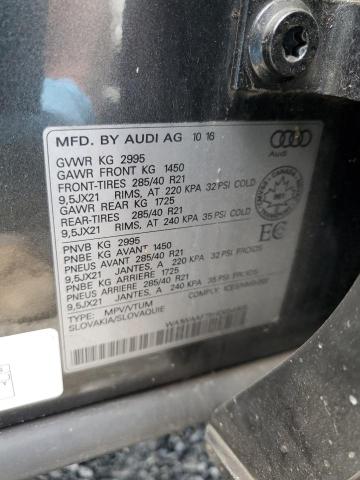 MFD. BY AUDI AG 10 16
Audi
GVWR KG 2995
GAWR FRONT KG 1450
FRONT-TIRES 285/40 R21
9,5JX21 RIMS, AT 220 KPA 32 PSI COLD
GAWR REAR KG 1725
REAR-TIRES 285/40 R21
9,5JX21 RIMS, AT 240 KPA 35 PSI COLD
EC
PNVB KG 2995
PNBE KG AVANT 1450
PNEUS AVANT 285/40 R21
9,5JX21 JANTES, A 220 KPA 32 PSI FROIDS
PNBE KG ARRIERE 1725
PNEUS ARRIERE 285/40 R21
9,5JX21 JANTES, A 240 KPA 35 PSI FROIDS
TYPE: MPV/VTUM COMPLY:
SLOVAKIA/SLOVAQUIE